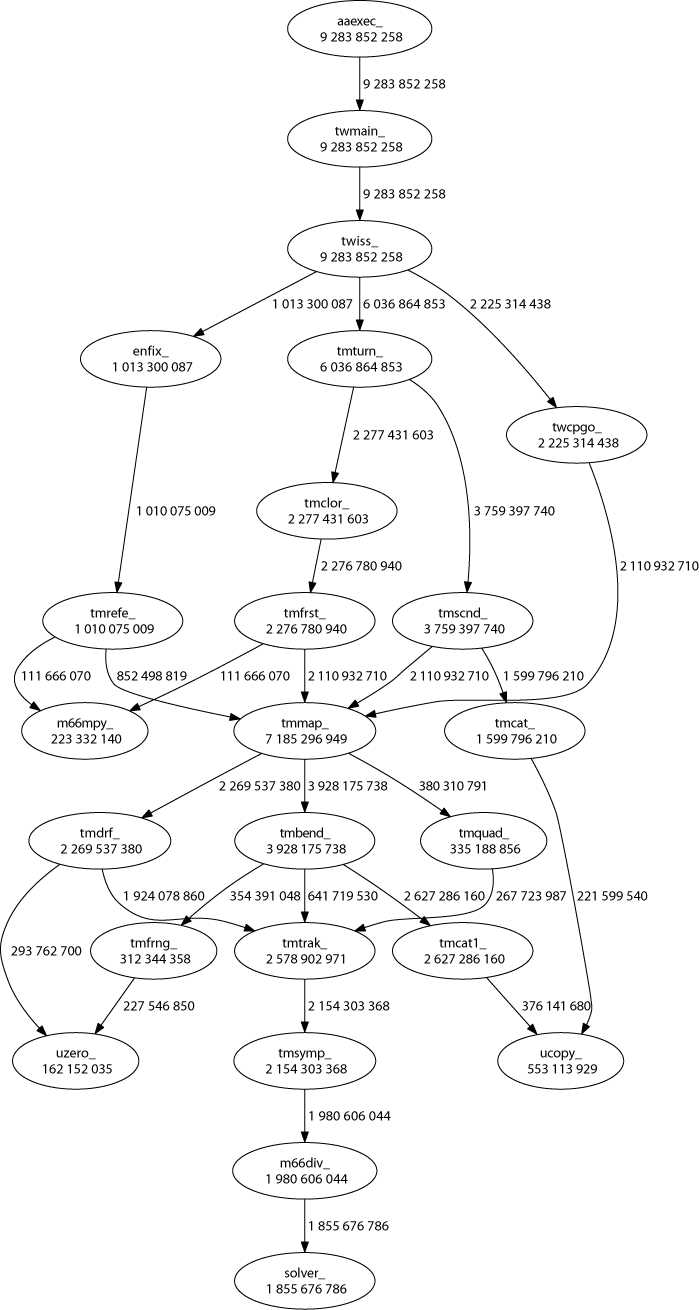 aaexec_
9 283 852 258
9 283 852 258
twmain_
9 283 852 258
9 283 852 258
twiss_
9 283 852 258
1 013 300 087
6 036 864 853
2 225 314 438
enfix_
1 013 300 087
tmturn_
6 036 864 853
twcpgo_
2 225 314 438
2 277 431 603
tmclor_
2 277 431 603
1 010 075 009
3 759 397 740
2 276 780 940
2 110 932 710
tmrefe_
1 010 075 009
tmfrst_
2 276 780 940
tmscnd_
3 759 397 740
111 666 070
852 498 819
111 666 070
2 110 932 710
2 110 932 710
1 599 796 210
m66mpy_
223 332 140
tmmap_
7 185 296 949
tmcat_
1 599 796 210
2 269 537 380
3 928 175 738
380 310 791
tmdrf_
2 269 537 380
tmbend_
3 928 175 738
tmquad_
335 188 856
1 924 078 860
354 391 048
641 719 530
2 627 286 160
267 723 987
221 599 540
293 762 700
tmfrng_
312 344 358
tmtrak_
2 578 902 971
tmcat1_
2 627 286 160
227 546 850
2 154 303 368
376 141 680
uzero_
162 152 035
tmsymp_
2 154 303 368
ucopy_
553 113 929
1 980 606 044
m66div_
1 980 606 044
1 855 676 786
solver_
1 855 676 786